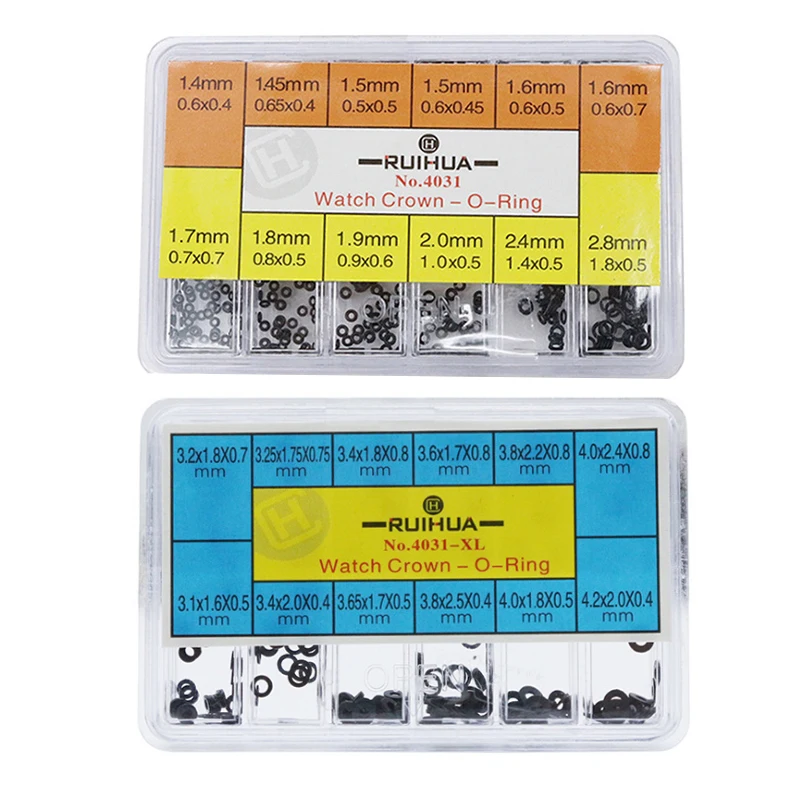 1.4mm 1.45mm 1.5mm 1.5mm 1.6mm 1.6mm
0.6x0.4 0.65x0.4 0.5x0.5 0.6x0.45 0.6x0.5 0.6x0.7
H
RUIHUA
No.4031
Watch Crown – O-Ring
1.7mm 1.8mm 1.9mm 2.0mm 2.4mm 2.8mm
0.7x0.7 0.8x0.5 0.9x0.6 1.0x0.5 1.4x0.5 1.8x0.5
3.2x1.8X0.7 3.25x1.75X0.75 3.4x1.8X0.8 3.6x1.7X0.8 3.8x2.2X0.8 4.0x2.4X0.8
mm mm mm mm mm mm
H
RUIHUA
No.4031-XL
Watch Crown – O-Ring
3.1x1.6X0.5 3.4x2.0X0.4 3.65x1.7X0.5 3.8x2.5X0.4 4.0x1.8X0.5 4.2x2.0X0.4
mm mm mm mm mm mm
OPEN